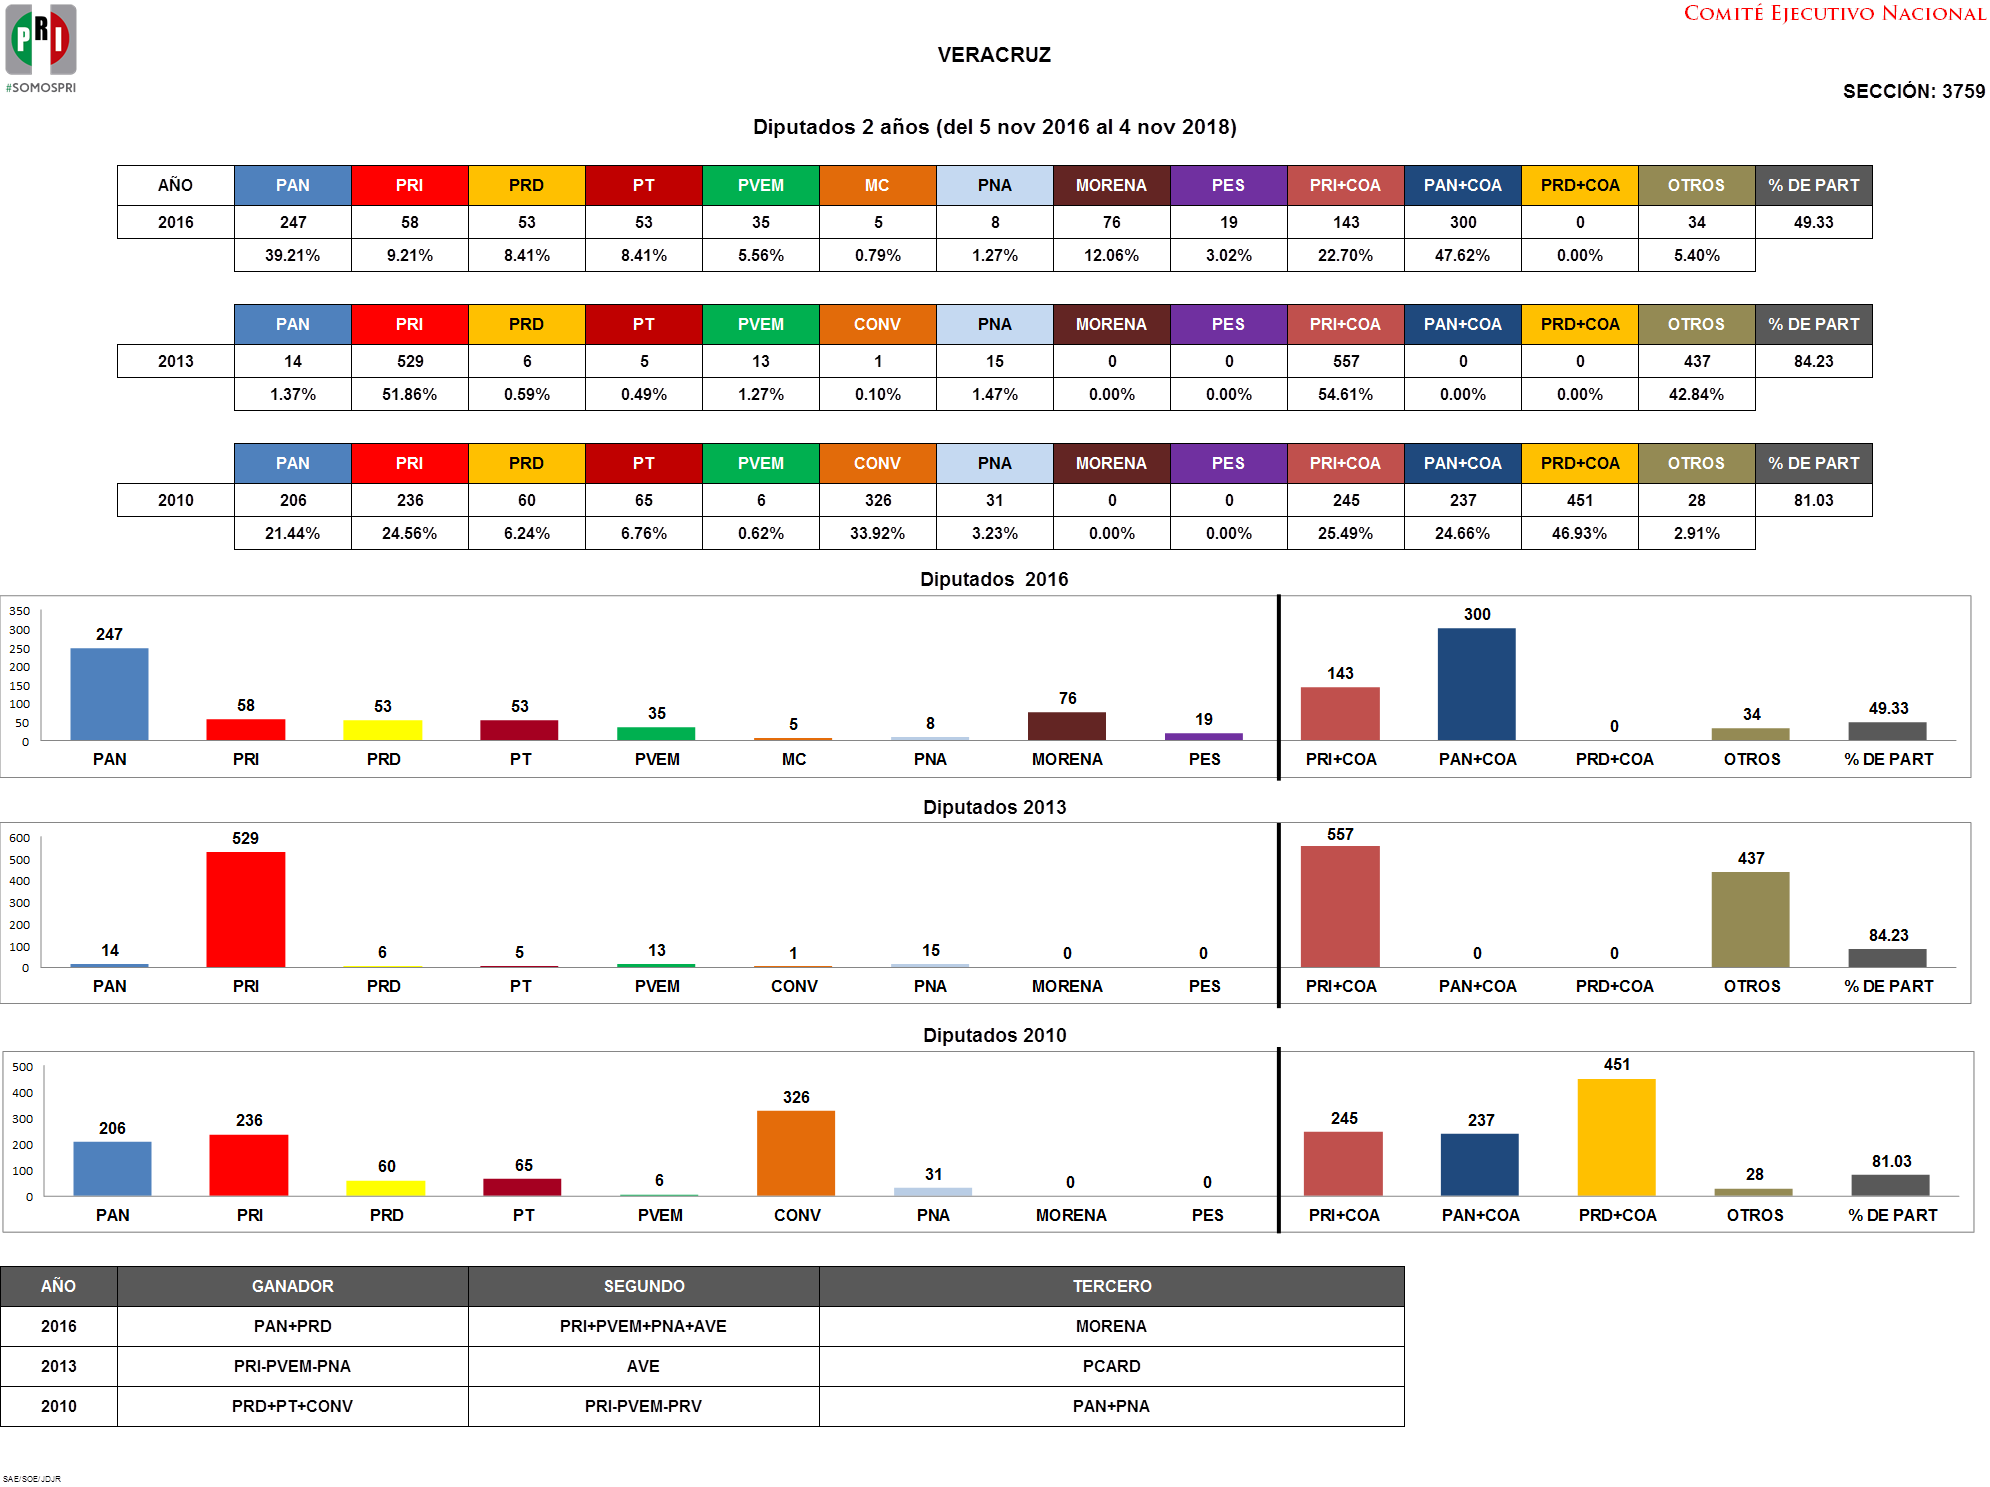 PRI
#SOMOSPRI
COMITÉ EJECUTIVO NACIONAL
VERACRUZ
SECCIÓN: 3759
Diputados 2 años (del 5 nov 2016 al 4 nov 2018)
AÑO PAN PRI PRD PT PVEM MC PNA MORENA PES PRI+COA PAN+COA PRD+COA OTROS % DE PART
2016 247 58 53 53 35 5 8 76 19 143 300 0 34 49.33
39.21% 9.21% 8.41% 8.41% 5.56% 0.79% 1.27% 12.06% 3.02% 22.70% 47.62% 0.00% 5.40%
PAN PRI PRD PT PVEM CONV PNA MORENA PES PRI+COA PAN+COA PRD+COA OTROS % DE PART
2013 14 529 6 5 13 1 15 0 0 557 0 0 437 84.23
1.37% 51.86% 0.59% 0.49% 1.27% 0.10% 1.47% 0.00% 0.00% 54.61% 0.00% 0.00% 42.84%
PAN PRI PRD PT PVEM CONV PNA MORENA PES PRI+COA PAN+COA PRD+COA OTROS % DE PART
2010 206 236 60 65 6 326 31 0 0 245 237 451 28 81.03
21.44% 24.56% 6.24% 6.76% 0.62% 33.92% 3.23% 0.00% 0.00% 25.49% 24.66% 46.93% 2.91%
Diputados 2016
350
300
250
200
150
100
50
0
247 58 53 53 35 5 8 76 19 143 300 0 34 49.33
PAN PRI PRD PT PVEM MC PNA MORENA PES PRI+COA PAN+COA PRD+COA OTROS % DE PART
Diputados 2013
600
500
400
300
200
100
0
14 529 6 5 13 1 15 0 0 557 0 0 437 84.23
PAN PRI PRD PT PVEM CONV PNA MORENA PES PRI+COA PAN+COA PRD+COA OTROS % DE PART
Diputados 2010
500
400
300
200
100
0
206 236 60 65 6 326 31 0 0 245 237 451 28 81.03
PAN PRI PRD PT PVEM CONV PNA MORENA PES PRI+COA PAN+COA PRD+COA OTROS % DE PART
AÑO GANADOR SEGUNDO TERCERO
2016 PAN+PRD PRI+PVEM+PNA+AVE MORENA
2013 PRI-PVEM-PNA AVE PCARD
2010 PRD+PT+CONV PRI-PVEM-PRV PAN+PNA
SAE/SOE/JDJR